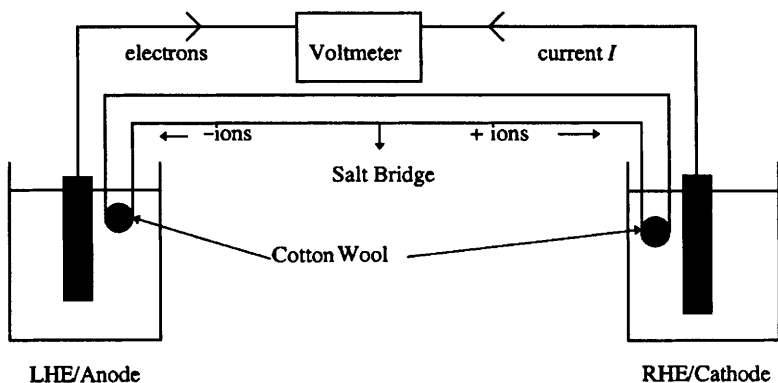 electrons
Voltmeter
current I
−ions
+ ions
Salt Bridge
Cotton Wool
LHE/Anode
RHE/Cathode